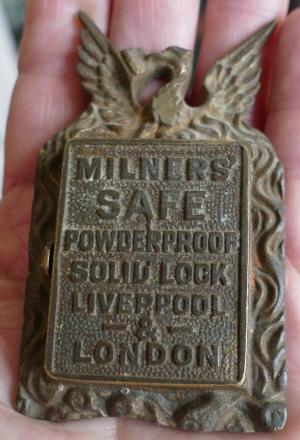 MILNERS'
SAFE
POWDERPROOF
SOLID LOCK
LIVERPOOL
- & -
LONDON